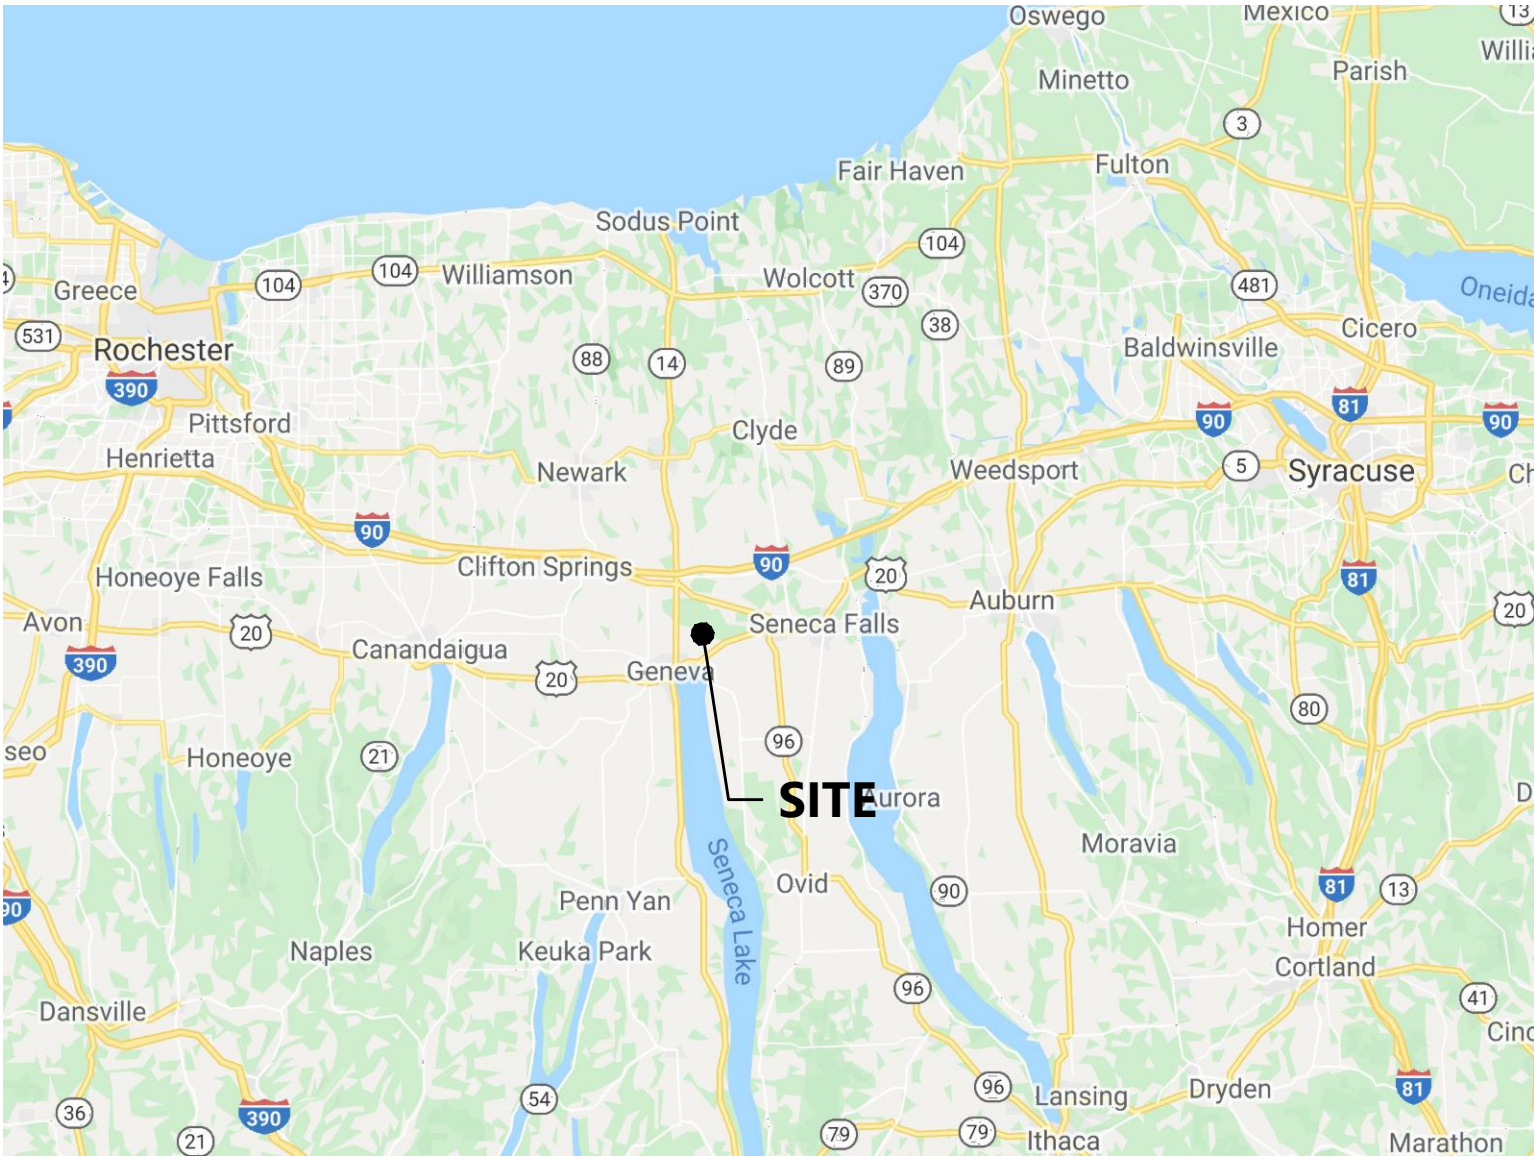 Oswego
Mexico
13
Minetto
Parish
3
Fair Haven
Fulton
Sodus Point
104
104
104
Williamson
Wolcott
370
481
Oneida
Greece
531
Rochester
38
Cicero
Baldwinsville
88
14
89
390
81
90
90
Pittsford
Clyde
Henrietta
Newark
Weedsport
5
Syracuse
90
90
Clifton Springs
Honeoye Falls
20
81
Auburn
20
Avon
20
Seneca Falls
Canandaigua
390
20
Geneva
80
96
seo
Honeoye
21
SITE
Aurora
Moravia
Seneca Lake
Ovid
90
81
13
90
Penn Yan
Homer
Naples
Keuka Park
Cortland
96
41
Dansville
Cinc
36
390
54
96
Lansing
Dryden
81
21
79
79
Ithaca
Marathon